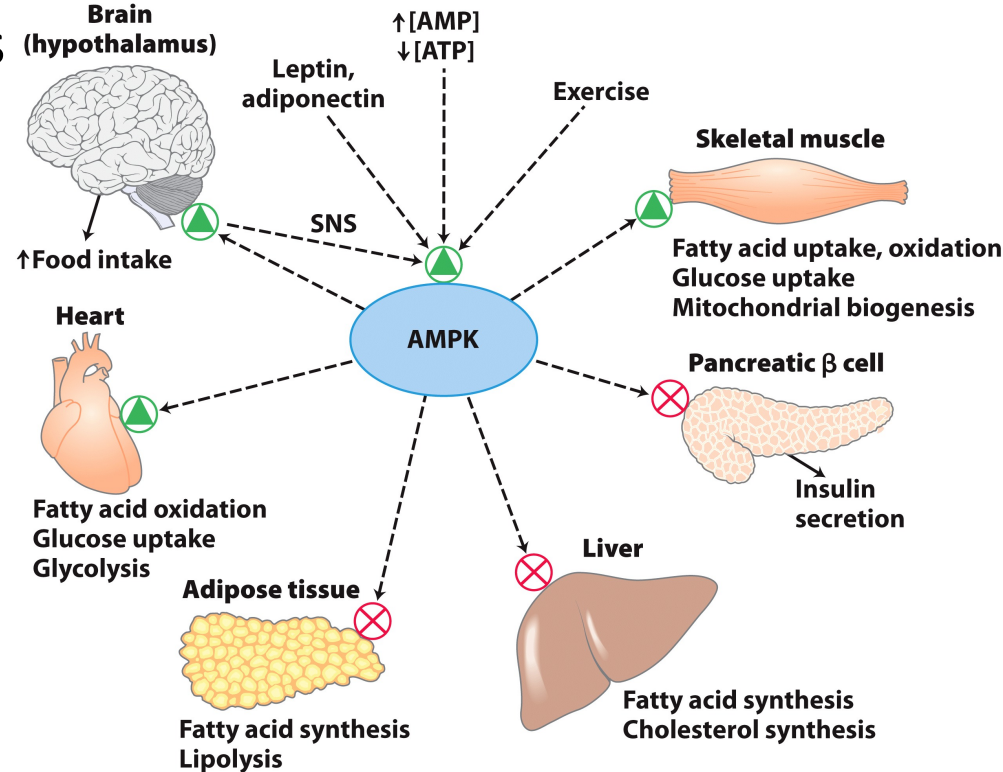 S
Brain
(hypothalamus)
↑[AMP]
↓[ATP]
Leptin,
adiponectin
Exercise
Skeletal muscle
SNS
↑Food intake
Fatty acid uptake, oxidation
Glucose uptake
Mitochondrial biogenesis
Heart
AMPK
Pancreatic β cell
Insulin
secretion
Fatty acid oxidation
Glucose uptake
Glycolysis
Adipose tissue
Liver
Fatty acid synthesis
Lipolysis
Fatty acid synthesis
Cholesterol synthesis